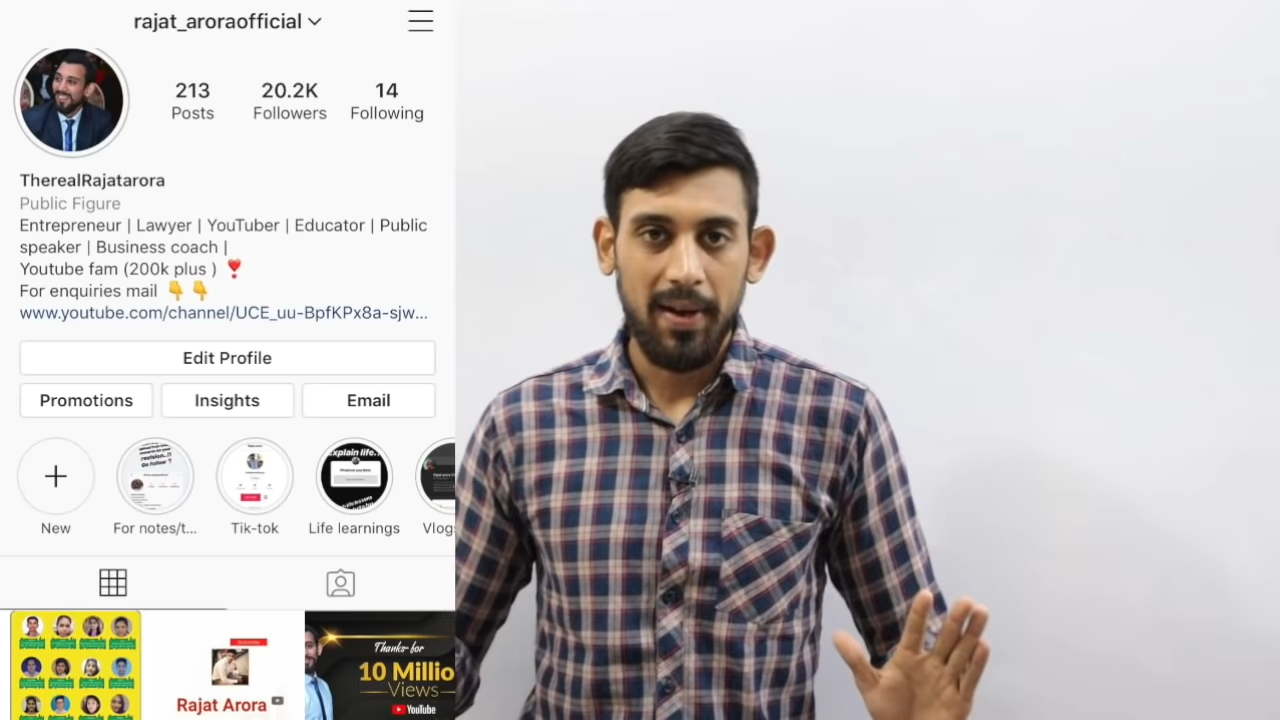 rajat_aroraofficial
213
20.2K
14
Posts
Followers
Following
TherealRajatarora
Public Figure
Entrepreneur | Lawyer | YouTuber | Educator | Public
speaker | Business coach |
Youtube fam (200k plus ) ❣️
For enquiries mail 👇 👇
www.youtube.com/channel/UCE_uu-BpfKPx8a-sjw...
Edit Profile
Promotions
Insights
Email
explain life..
New
For notes/t...
Tik-tok
Life learnings
Vlog
Thanks for
10 Millio
Views
YouTube
Rajat Arora